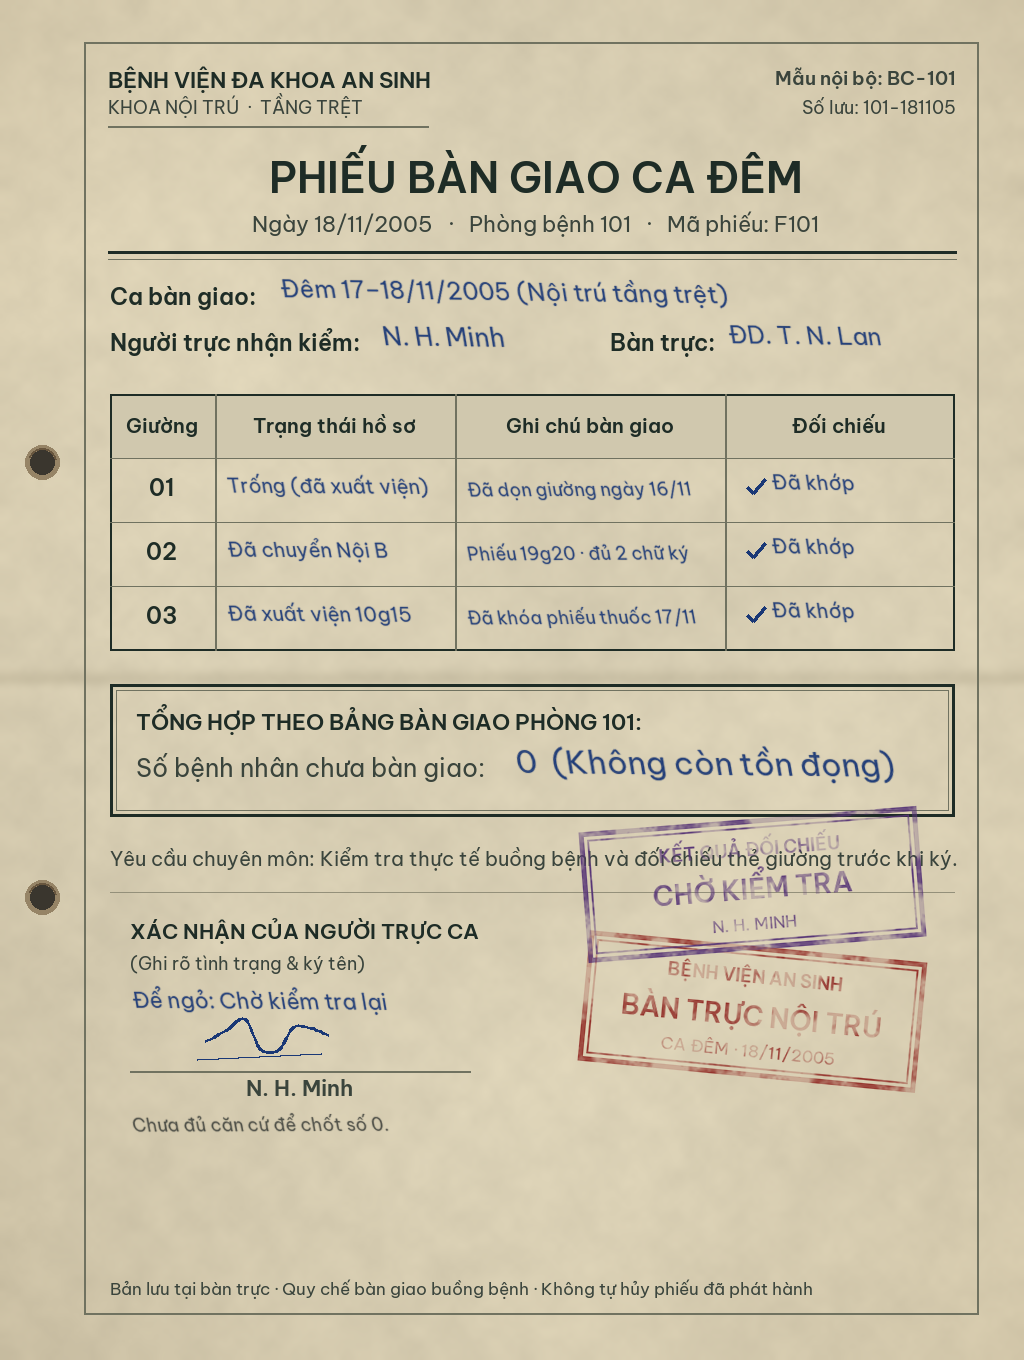 BỆNH VIỆN ĐA KHOA AN SINH
KHOA NỘI TRÚ · TẦNG TRỆT
Mẫu nội bộ: BC-101
Số lưu: 101-181105
PHIẾU BÀN GIAO CA ĐÊM
Ngày 18/11/2005 · Phòng bệnh 101 · Mã phiếu: F101
Ca bàn giao: Đêm 17–18/11/2005 (Nội trú tầng trệt)
Người trực nhận kiểm: N. H. Minh Bàn trực: ĐD. T. N. Lan
Giường Trạng thái hồ sơ Ghi chú bàn giao Đối chiếu
01 Trống (đã xuất viện) Đã dọn giường ngày 16/11 ✓ Đã khớp
02 Đã chuyển Nội B Phiếu 19g20 · đủ 2 chữ ký ✓ Đã khớp
03 Đã xuất viện 10g15 Đã khóa phiếu thuốc 17/11 ✓ Đã khớp
TỔNG HỢP THEO BẢNG BÀN GIAO PHÒNG 101:
Số bệnh nhân chưa bàn giao: 0 (Không còn tồn đọng)
Yêu cầu chuyên môn: Kiểm tra thực tế buồng bệnh và đối chiếu thẻ giường trước khi ký.
KẾT QUẢ ĐỐI CHIẾU
CHỜ KIỂM TRA
N. H. MINH
BỆNH VIỆN AN SINH
BÀN TRỰC NỘI TRÚ
CA ĐÊM · 18/11/2005
XÁC NHẬN CỦA NGƯỜI TRỰC CA
(Ghi rõ tình trạng & ký tên)
Để ngỏ: Chờ kiểm tra lại
N. H. Minh
Chưa đủ căn cứ để chốt số 0.
Bản lưu tại bàn trực · Quy chế bàn giao buồng bệnh · Không tự hủy phiếu đã phát hành